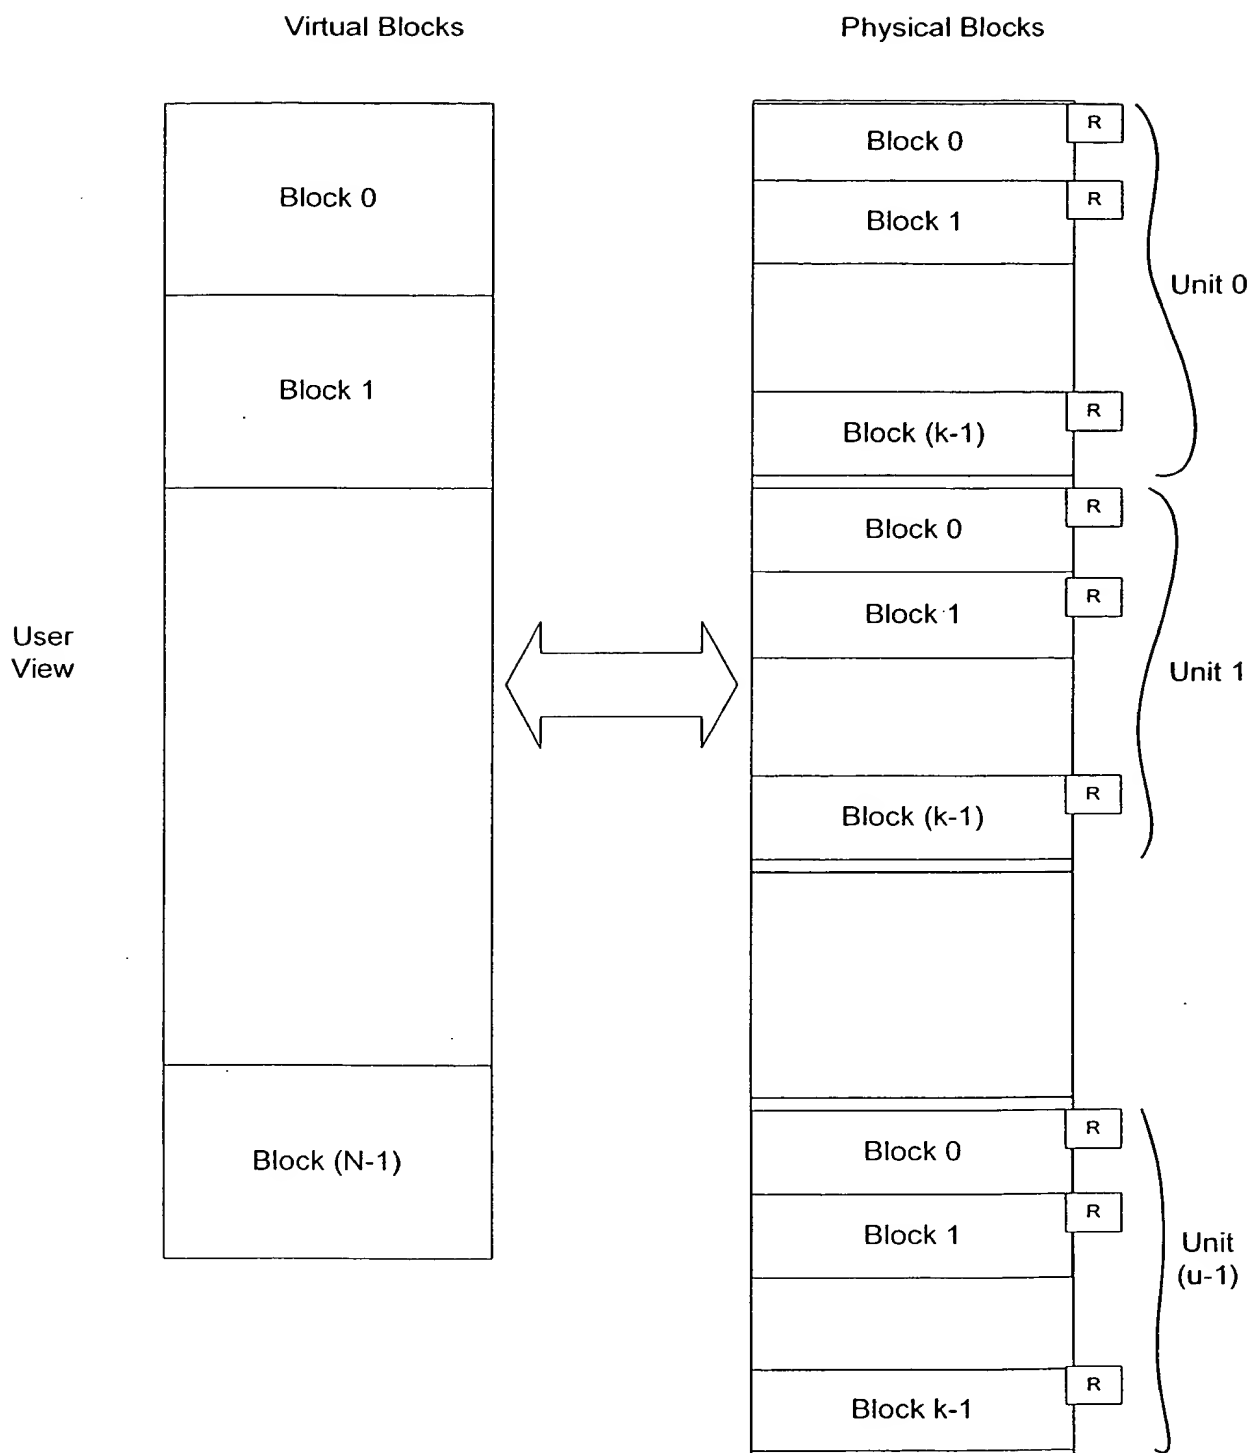 Virtual Blocks
Physical Blocks
Block 0
Block 1
Block (N-1)
User
View
Block 0
R
Block 1
R
Block (k-1)
R
Unit 0
Block 0
R
Block 1
R
Block (k-1)
R
Unit 1
Block 0
R
Block 1
R
Block k-1
R
Unit
(u-1)